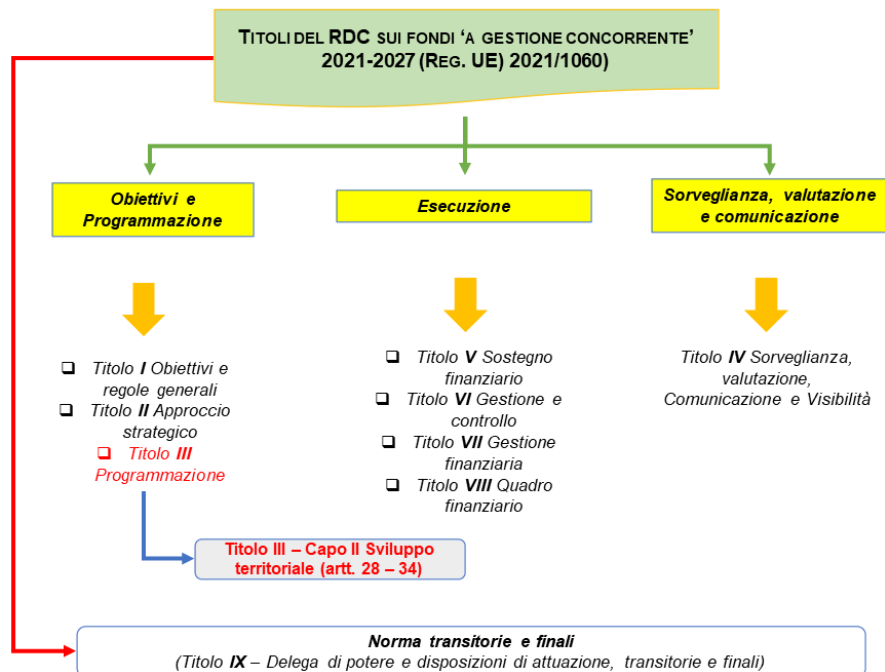 TITOLI DEL RDC SUI FONDI ‘A GESTIONE CONCORRENTE’
2021-2027 (REG. UE) 2021/1060)
Obiettivi e
Programmazione
Esecuzione
Sorveglianza, valutazione
e comunicazione
❑ Titolo I Obiettivi e
regole generali
❑ Titolo II Approccio
strategico
❑ Titolo III
Programmazione
❑ Titolo V Sostegno
finanziario
❑ Titolo VI Gestione e
controllo
❑ Titolo VII Gestione
finanziaria
❑ Titolo VIII Quadro
finanziario
Titolo IV Sorveglianza,
valutazione,
Comunicazione e Visibilità
Titolo III – Capo II Sviluppo
territoriale (artt. 28 – 34)
Norma transitorie e finali
(Titolo IX – Delega di potere e disposizioni di attuazione, transitorie e finali)